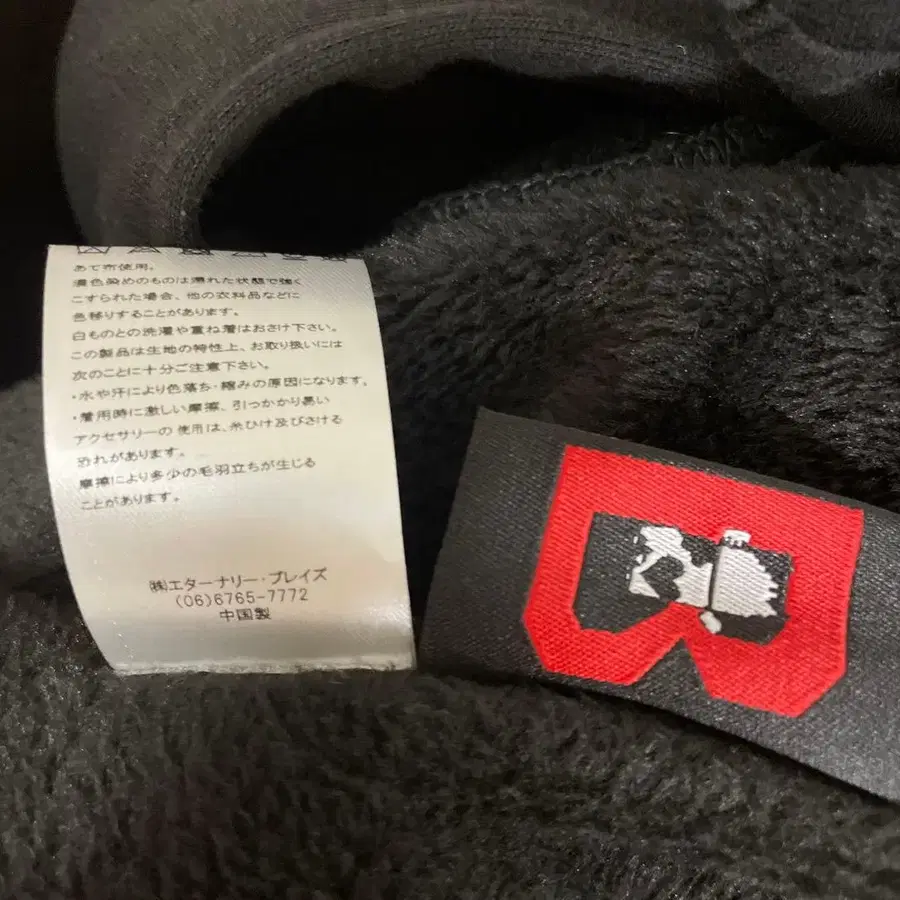 あて布使用。
濃色染めのものは濡れた状態で強く
こすられた場合、他の衣料品などに
色移りすることがあります。
白ものとの洗濯や重ね着はおさけ下さい。
この製品は生地の特性上、お取り扱いには
次のことに十分ご注意下さい。
・水や汗により色落ち・縮みの原因になります。
・着用時に激しい摩擦、引っかかり易い
アクセサリーの使用は、糸ひけ及びさける
恐れがあります。
摩擦により多少の毛羽立ちが生じる
ことがあります。
㈱エターナリー・プレイズ
(06)6765-7772
中国製